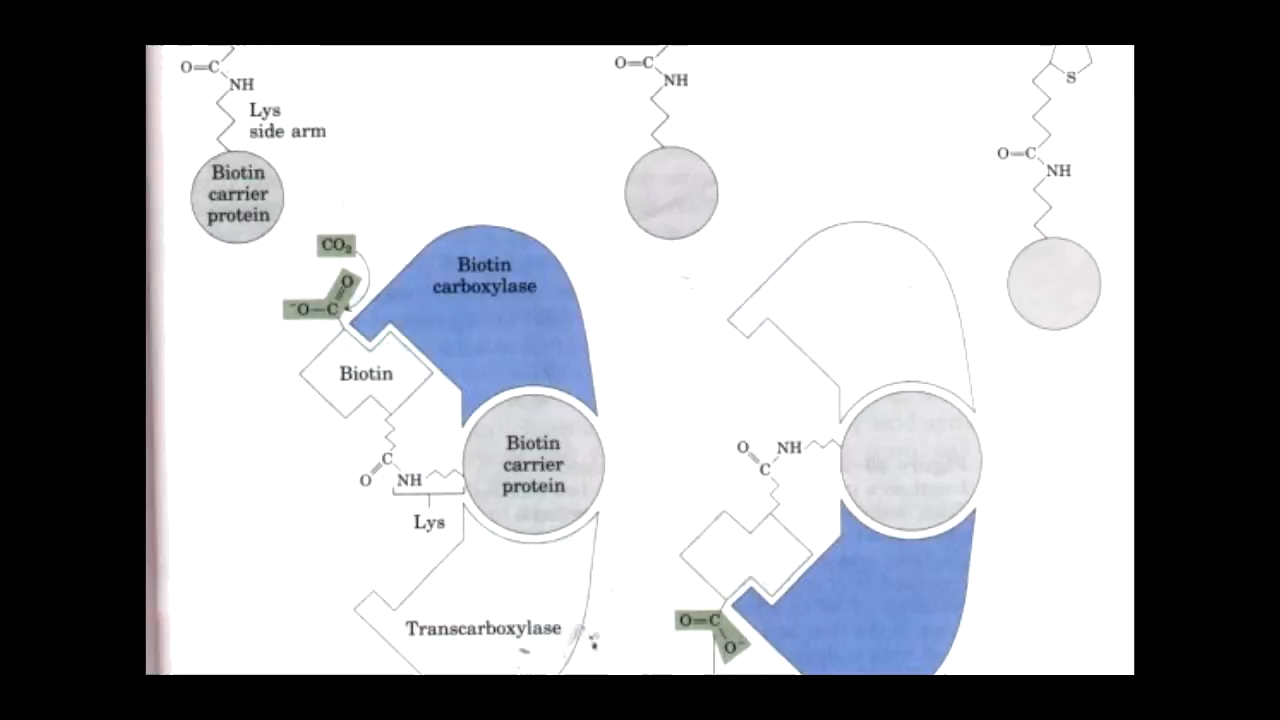 O=C
NH
Lys
side arm
Biotin
carrier
protein
O=C
NH
S
O=C
NH
CO₂
O
⁻O–C
Biotin
carboxylase
Biotin
C
O
NH
Lys
Biotin
carrier
protein
Transcarboxylase
O
NH
C
O=C
O⁻